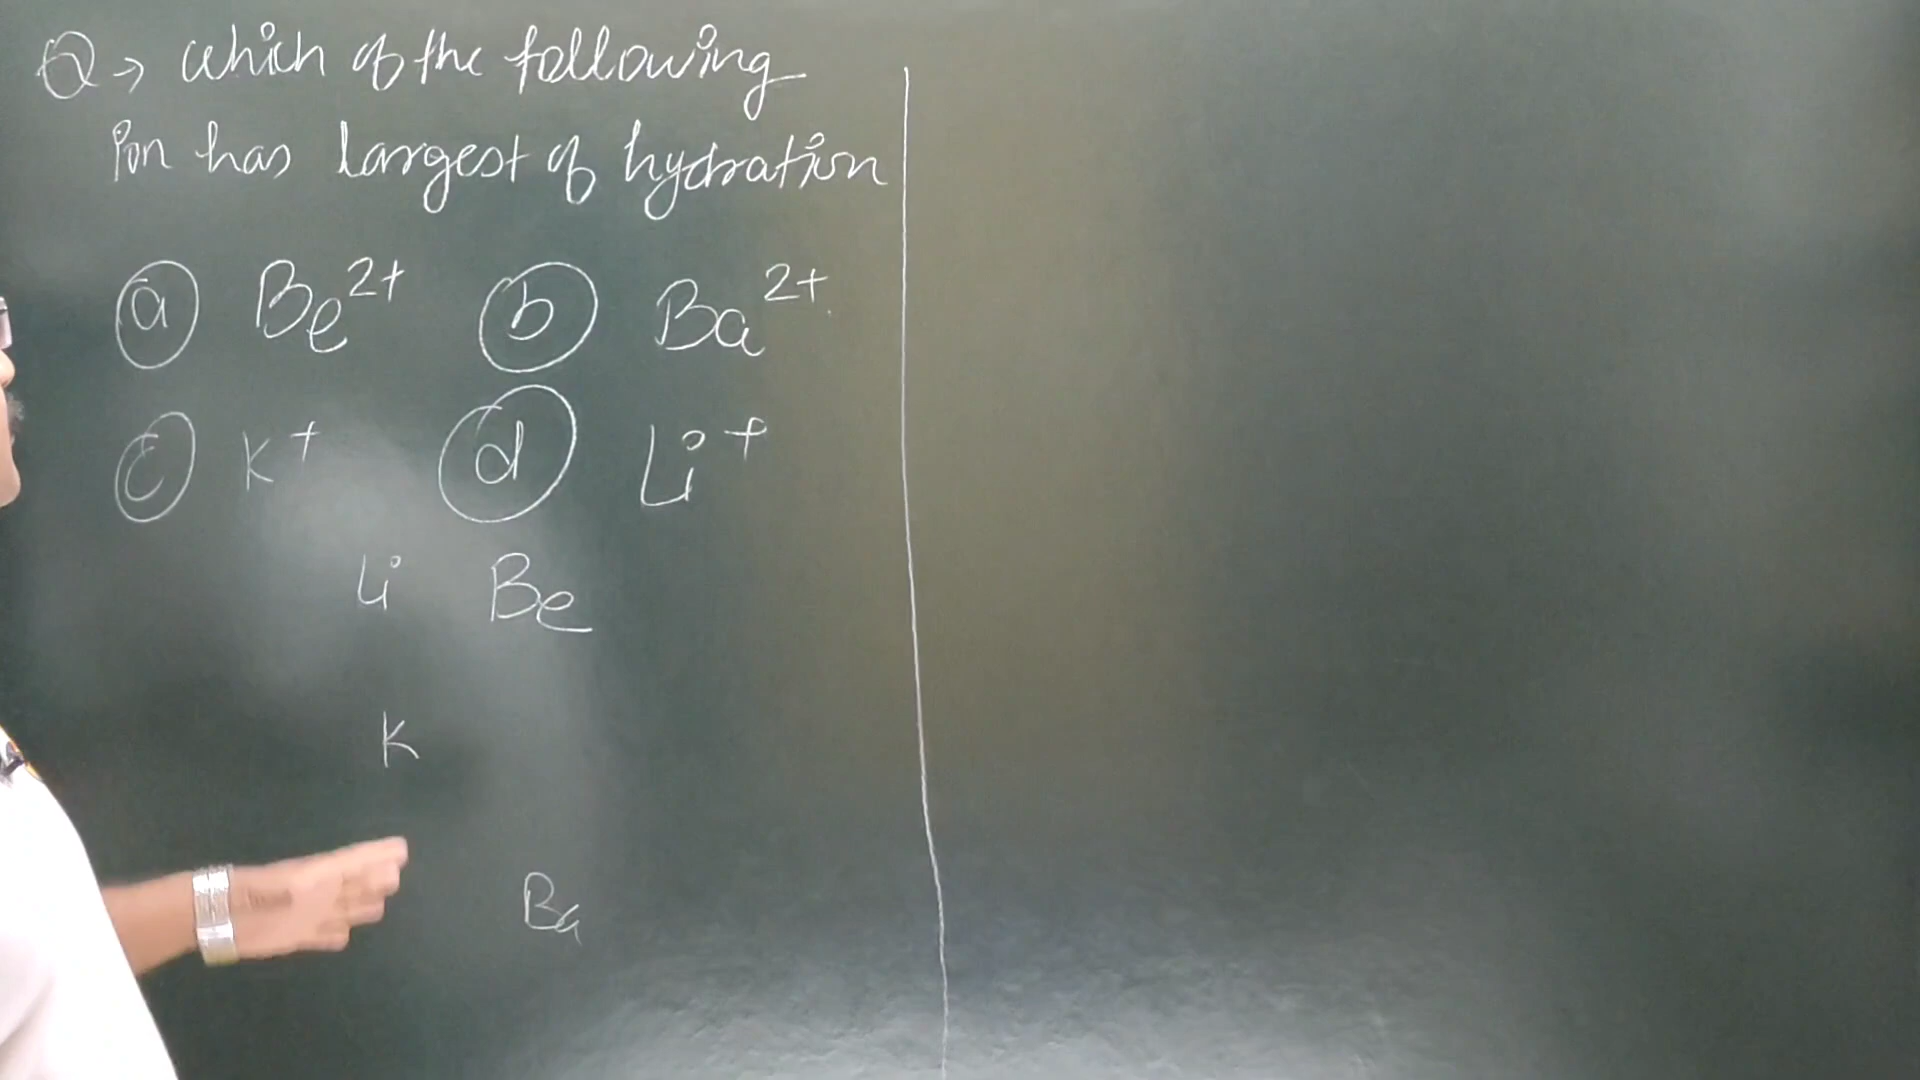 Q→ which of the following
ion has largest of hydration
a Be2+ b Ba2+
c K+ d Li+
Li Be
K
Ba